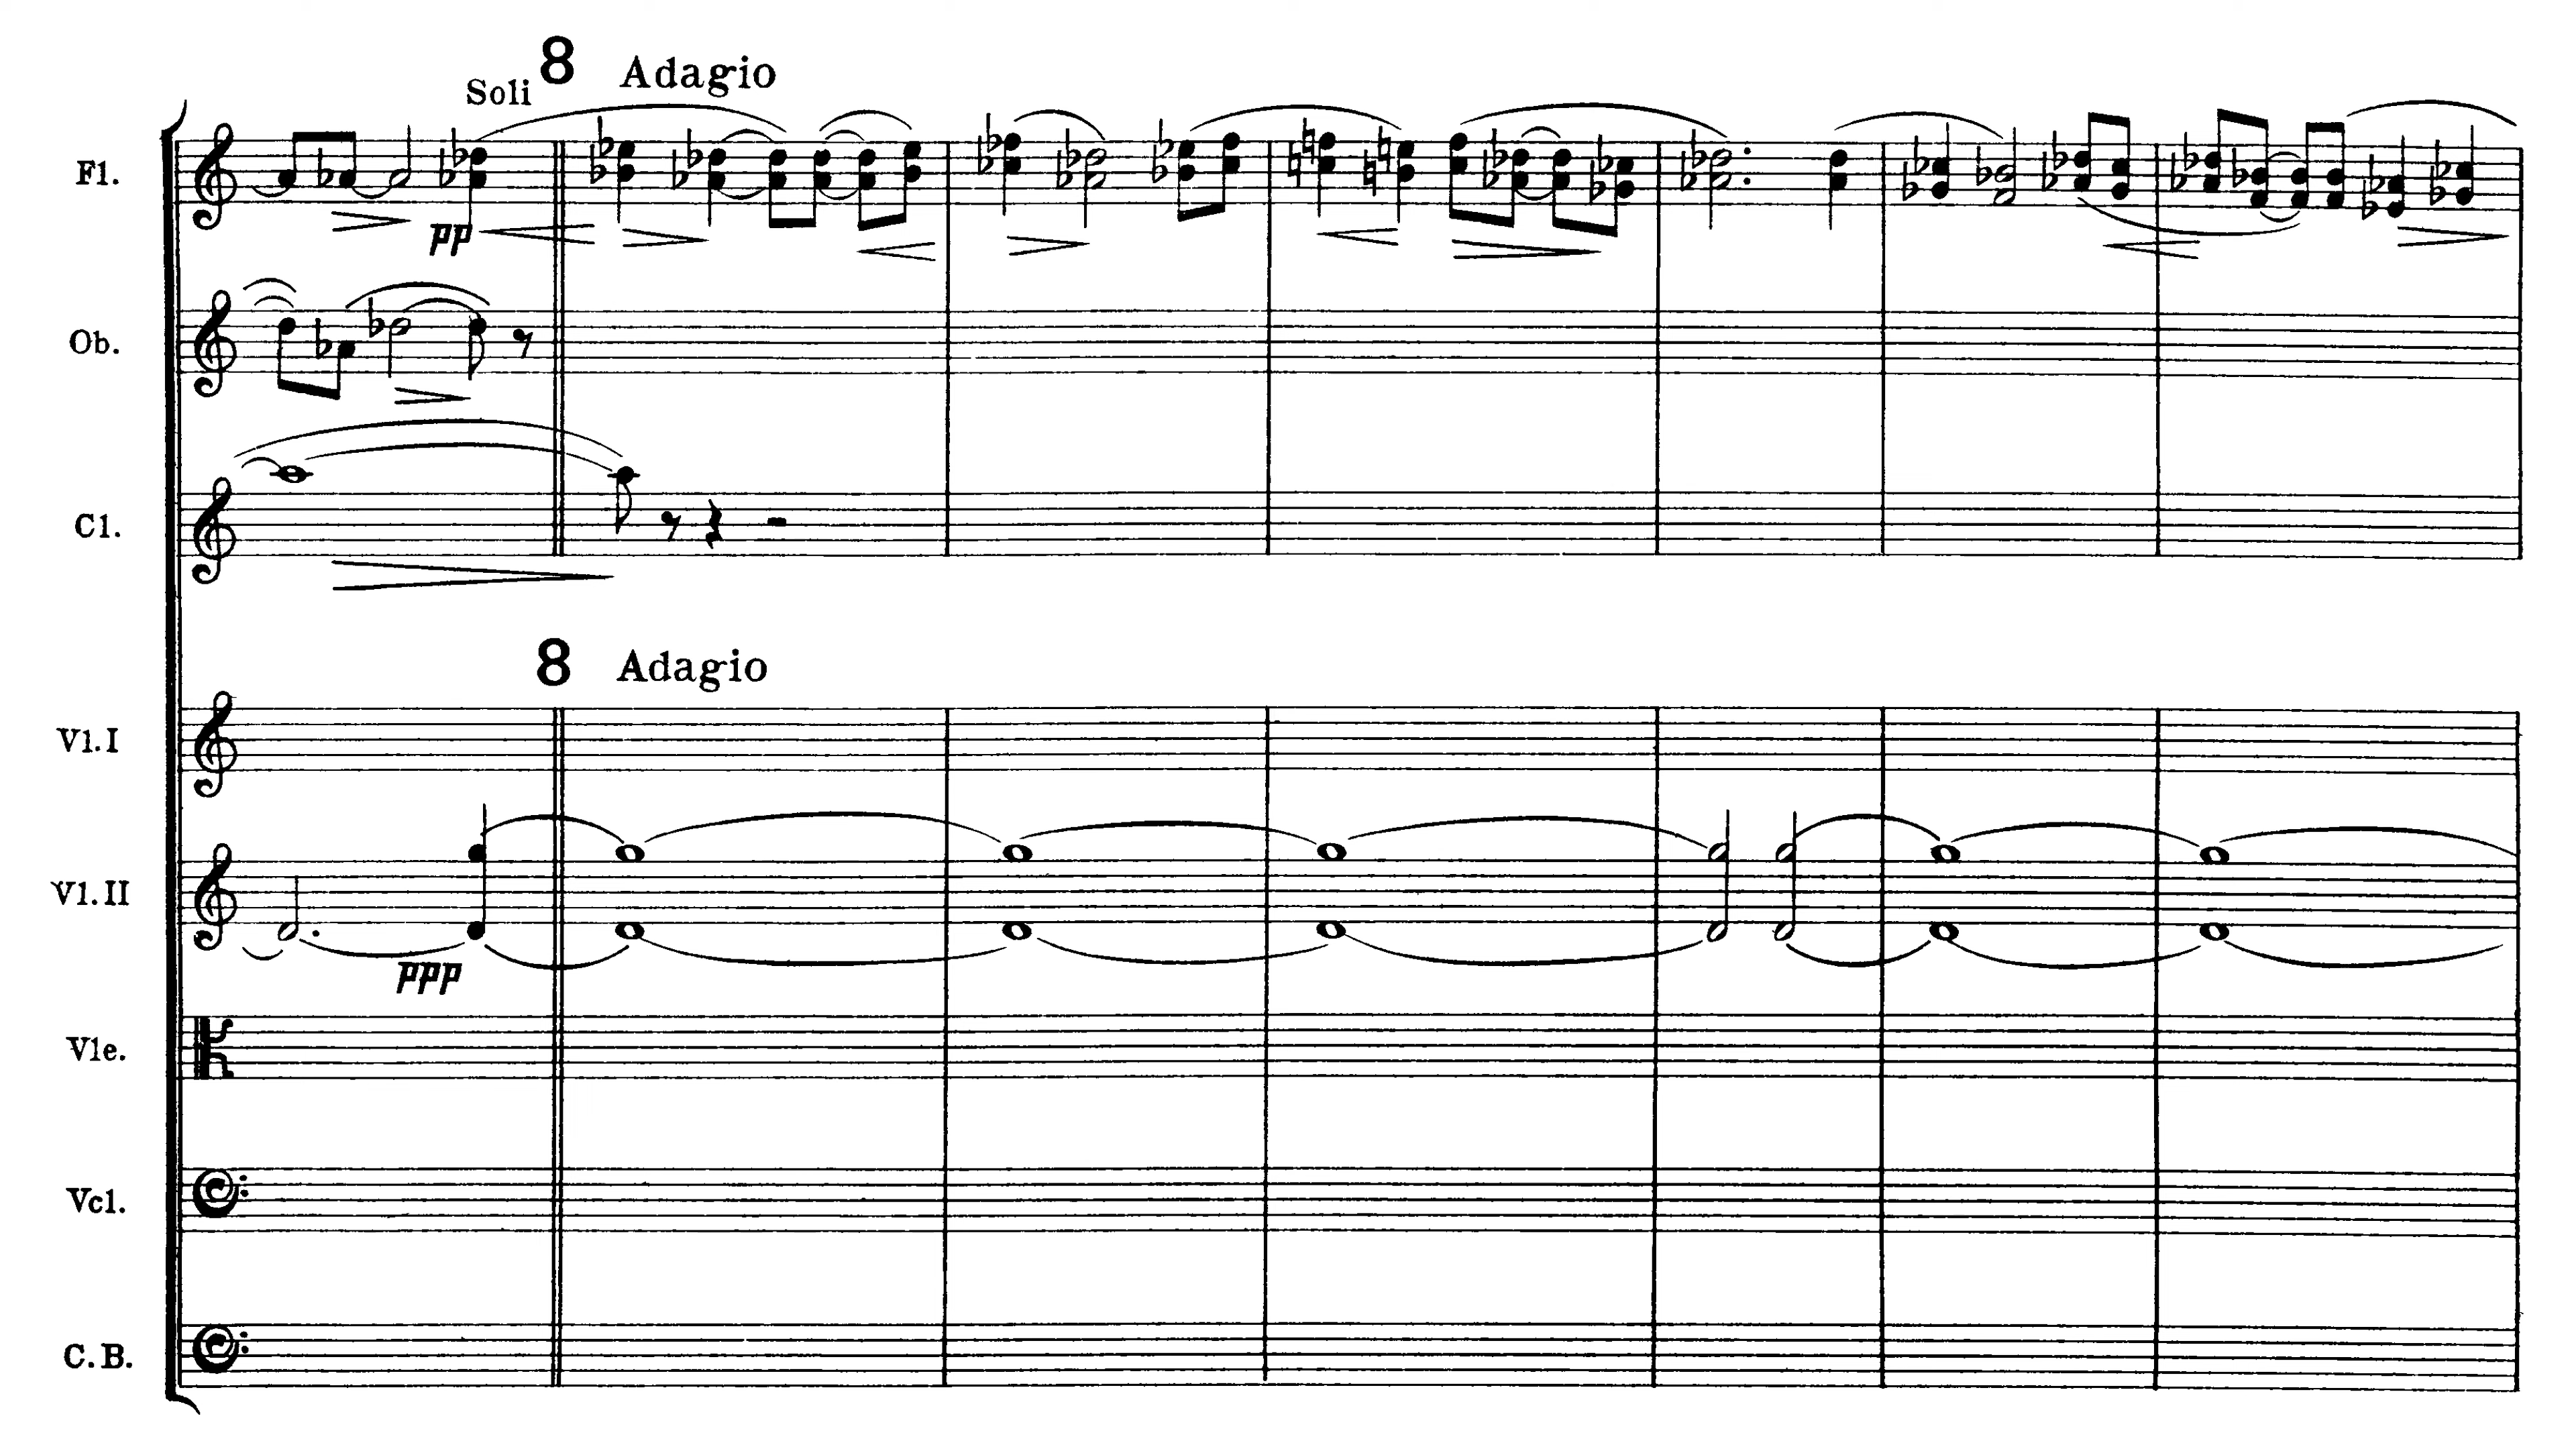 8 Adagio
Soli
Fl.
pp
Ob.
Cl.
8 Adagio
Vl. I
Vl. II
ppp
Vle.
Vcl.
C. B.